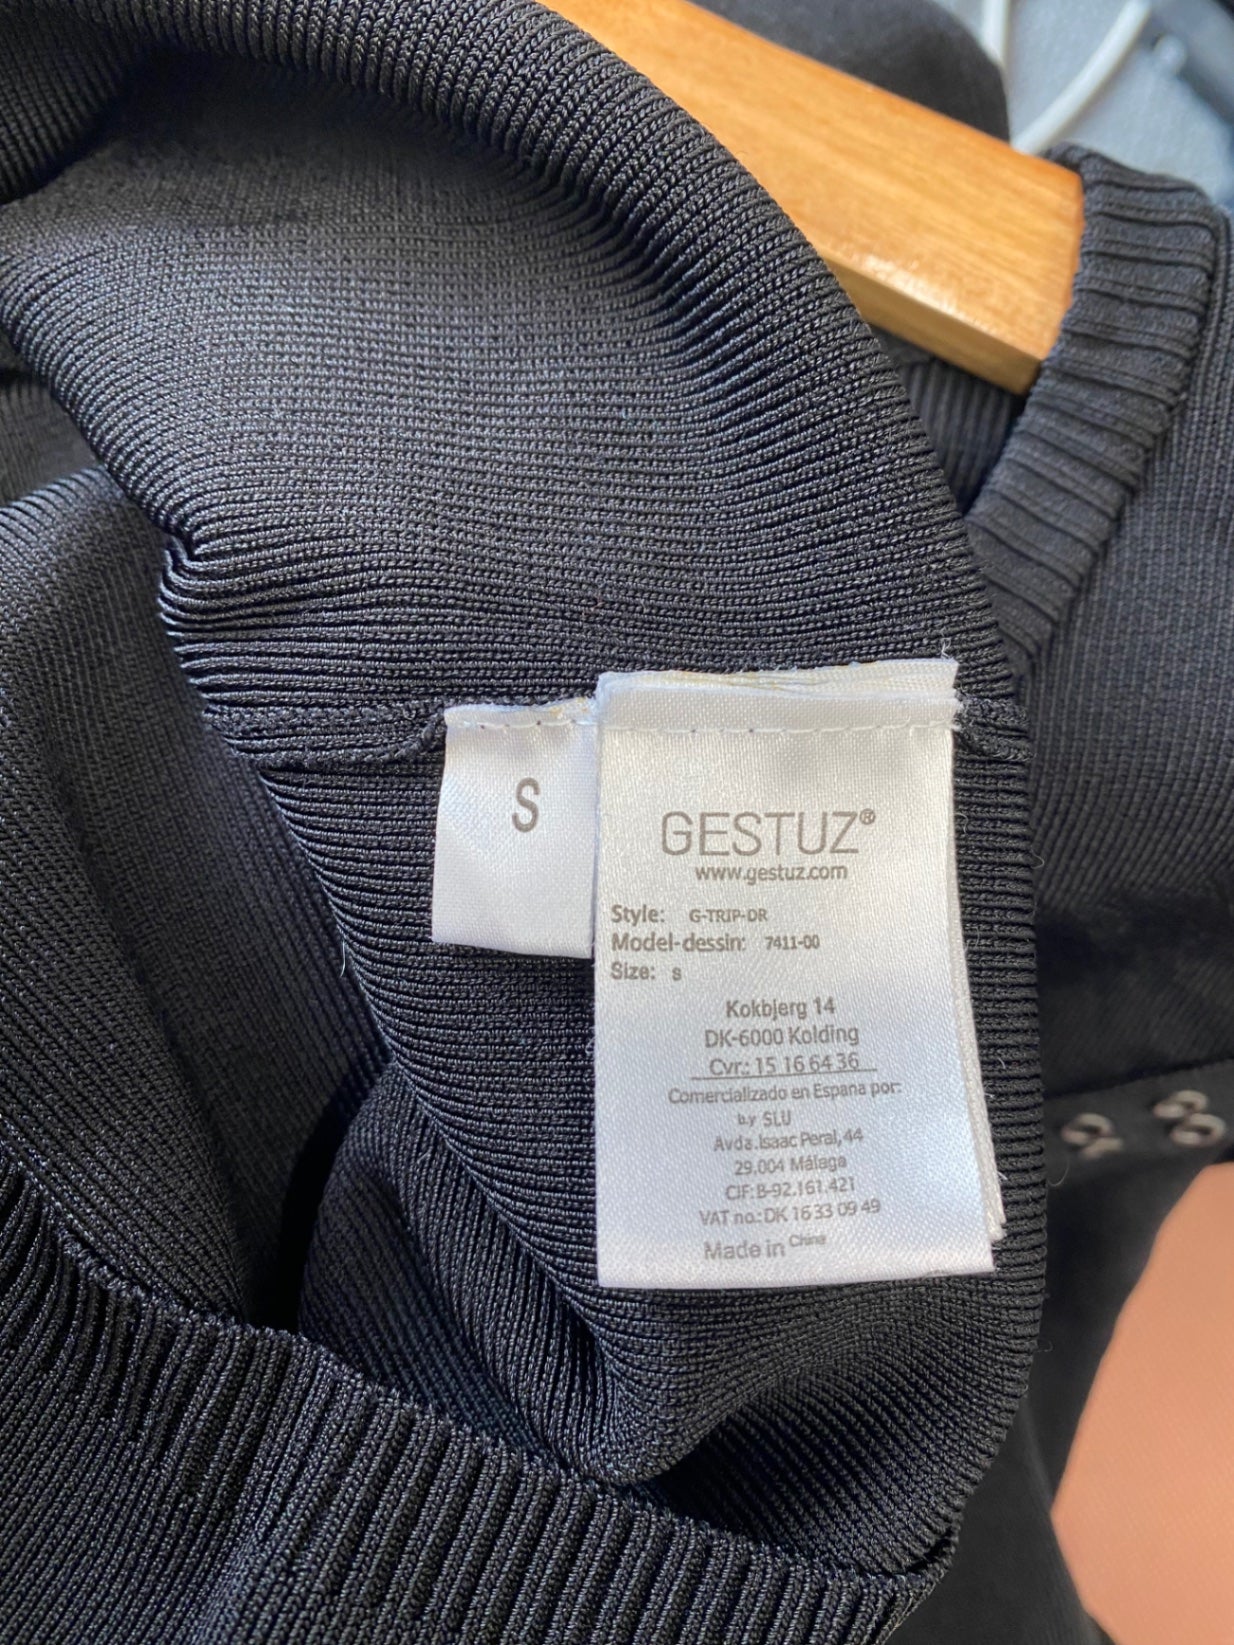 S
GESTUZ®
www.gestuz.com
Style: G-TRIP-DR
Model-dessin: 7411-00
Size: s
Kokbjerg 14
DK-6000 Kolding
Cvr.: 15 16 64 36
Comercializado en Espana por:
b.y SLU
Avda.Isaac Peral, 44
29.004 Málaga
CIF: B-92.161.421
VAT no.: DK 16 33 09 49
Made in China